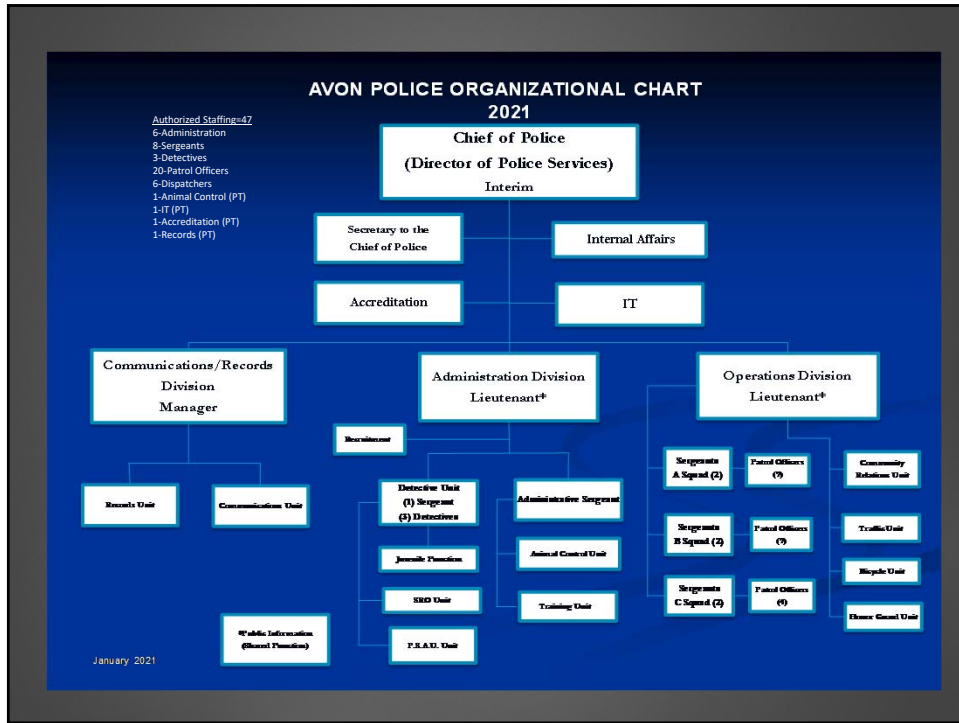 AVON POLICE ORGANIZATIONAL CHART
2021
Authorized Staffing=47
6-Administration
8-Sergeants
3-Detectives
20-Patrol Officers
6-Dispatchers
1-Animal Control (PT)
1-IT (PT)
1-Accreditation (PT)
1-Records (PT)
Chief of Police
(Director of Police Services)
Interim
Secretary to the
Chief of Police
Internal Affairs
Accreditation
IT
Communications/Records
Division
Manager
Administration Division
Lieutenant*
Operations Division
Lieutenant*
Recruitment
Records Unit
Communications Unit
Detective Unit
(1) Sergeant
(3) Detectives
Juvenile Function
SRO Unit
Administrative Sergeant
Animal Control Unit
Training Unit
Sergeants
A Squad (2)
Patrol Officers
Sergeants
B Squad (2)
Patrol Officers
Sergeants
C Squad (2)
Patrol Officers
Community
Relations Unit
Traffic Unit
Bicycle Unit
Honor Guard Unit
*Public Information
(Shared Function)
January 2021